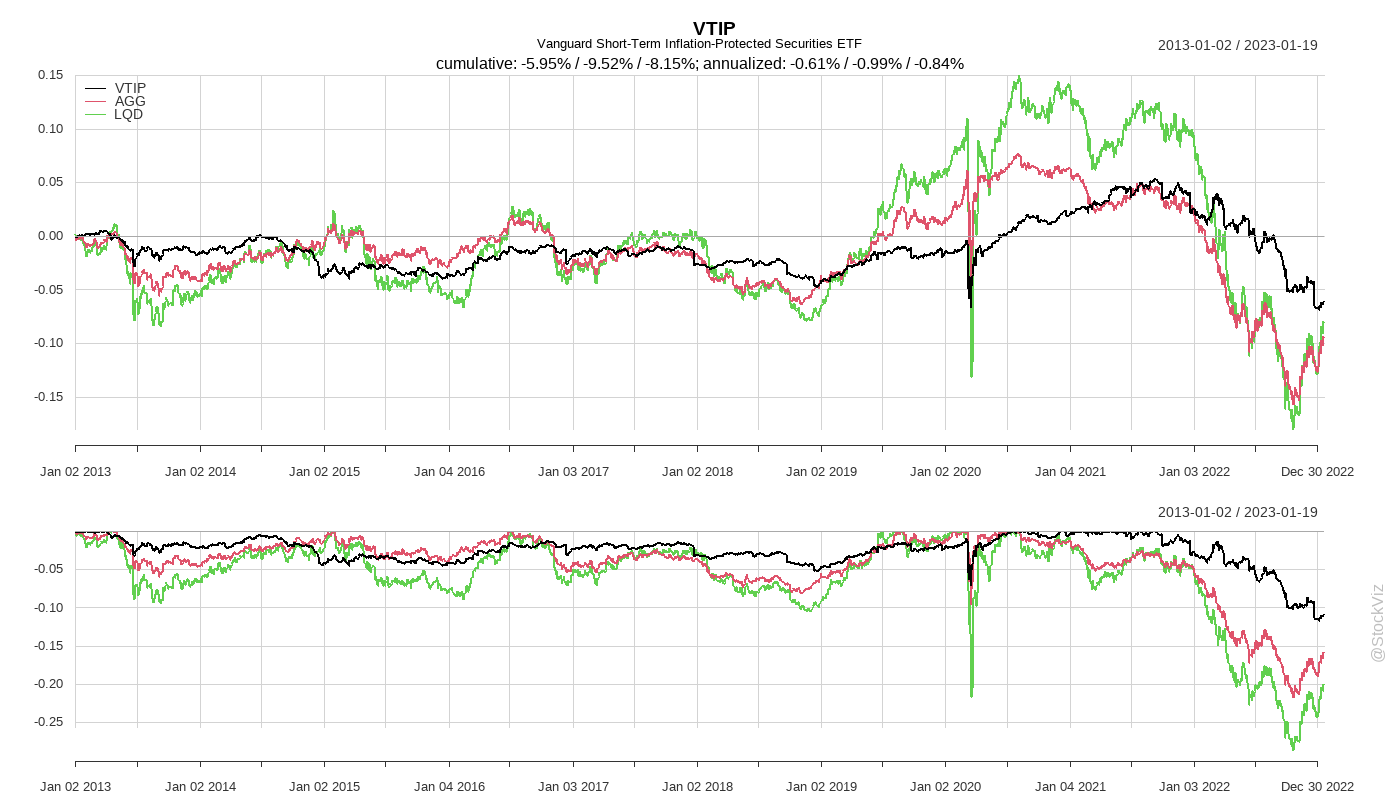 VTIP
Vanguard Short-Term Inflation-Protected Securities ETF
2013-01-02 / 2023-01-19
cumulative: -5.95% / -9.52% / -8.15%; annualized: -0.61% / -0.99% / -0.84%
0.15
0.10
0.05
0.00
-0.05
-0.10
-0.15
VTIP
AGG
LQD
Jan 02 2013 Jan 02 2014 Jan 02 2015 Jan 04 2016 Jan 03 2017 Jan 02 2018 Jan 02 2019 Jan 02 2020 Jan 04 2021 Jan 03 2022 Dec 30 2022
2013-01-02 / 2023-01-19
-0.05
-0.10
-0.15
-0.20
-0.25
Jan 02 2013 Jan 02 2014 Jan 02 2015 Jan 04 2016 Jan 03 2017 Jan 02 2018 Jan 02 2019 Jan 02 2020 Jan 04 2021 Jan 03 2022 Dec 30 2022
@StockViz